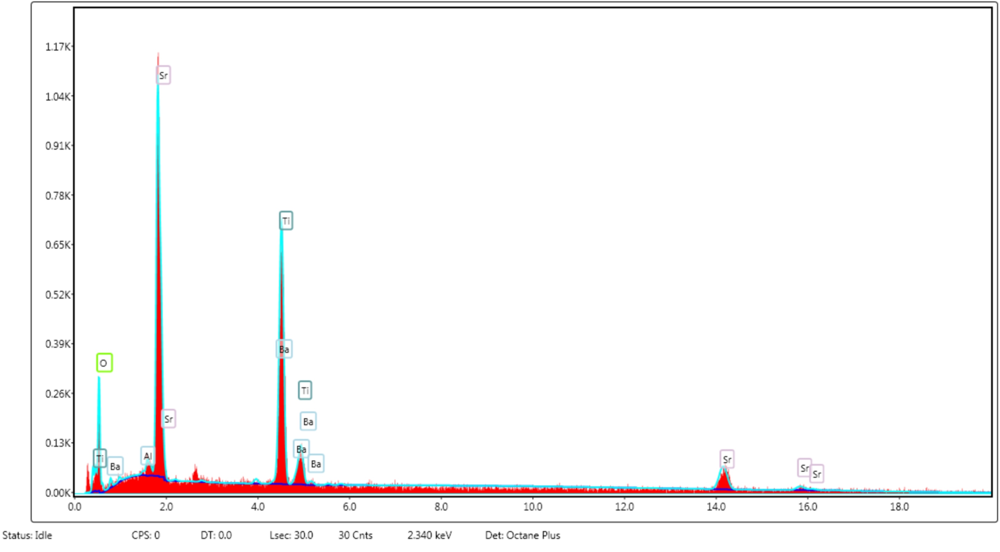 1.17K
Sr
1.04K
0.91K
0.78K
Ti
0.65K
0.52K
0.39K
Ba
O
0.26K
Ti
Sr
Ba
0.13K
Ti
Ba
Al
Ba
Ba
Sr
Sr
Sr
0.00K
0.0 2.0 4.0 6.0 8.0 10.0 12.0 14.0 16.0 18.0
Status: Idle CPS: 0 DT: 0.0 Lsec: 30.0 30 Cnts 2.340 keV Det: Octane Plus